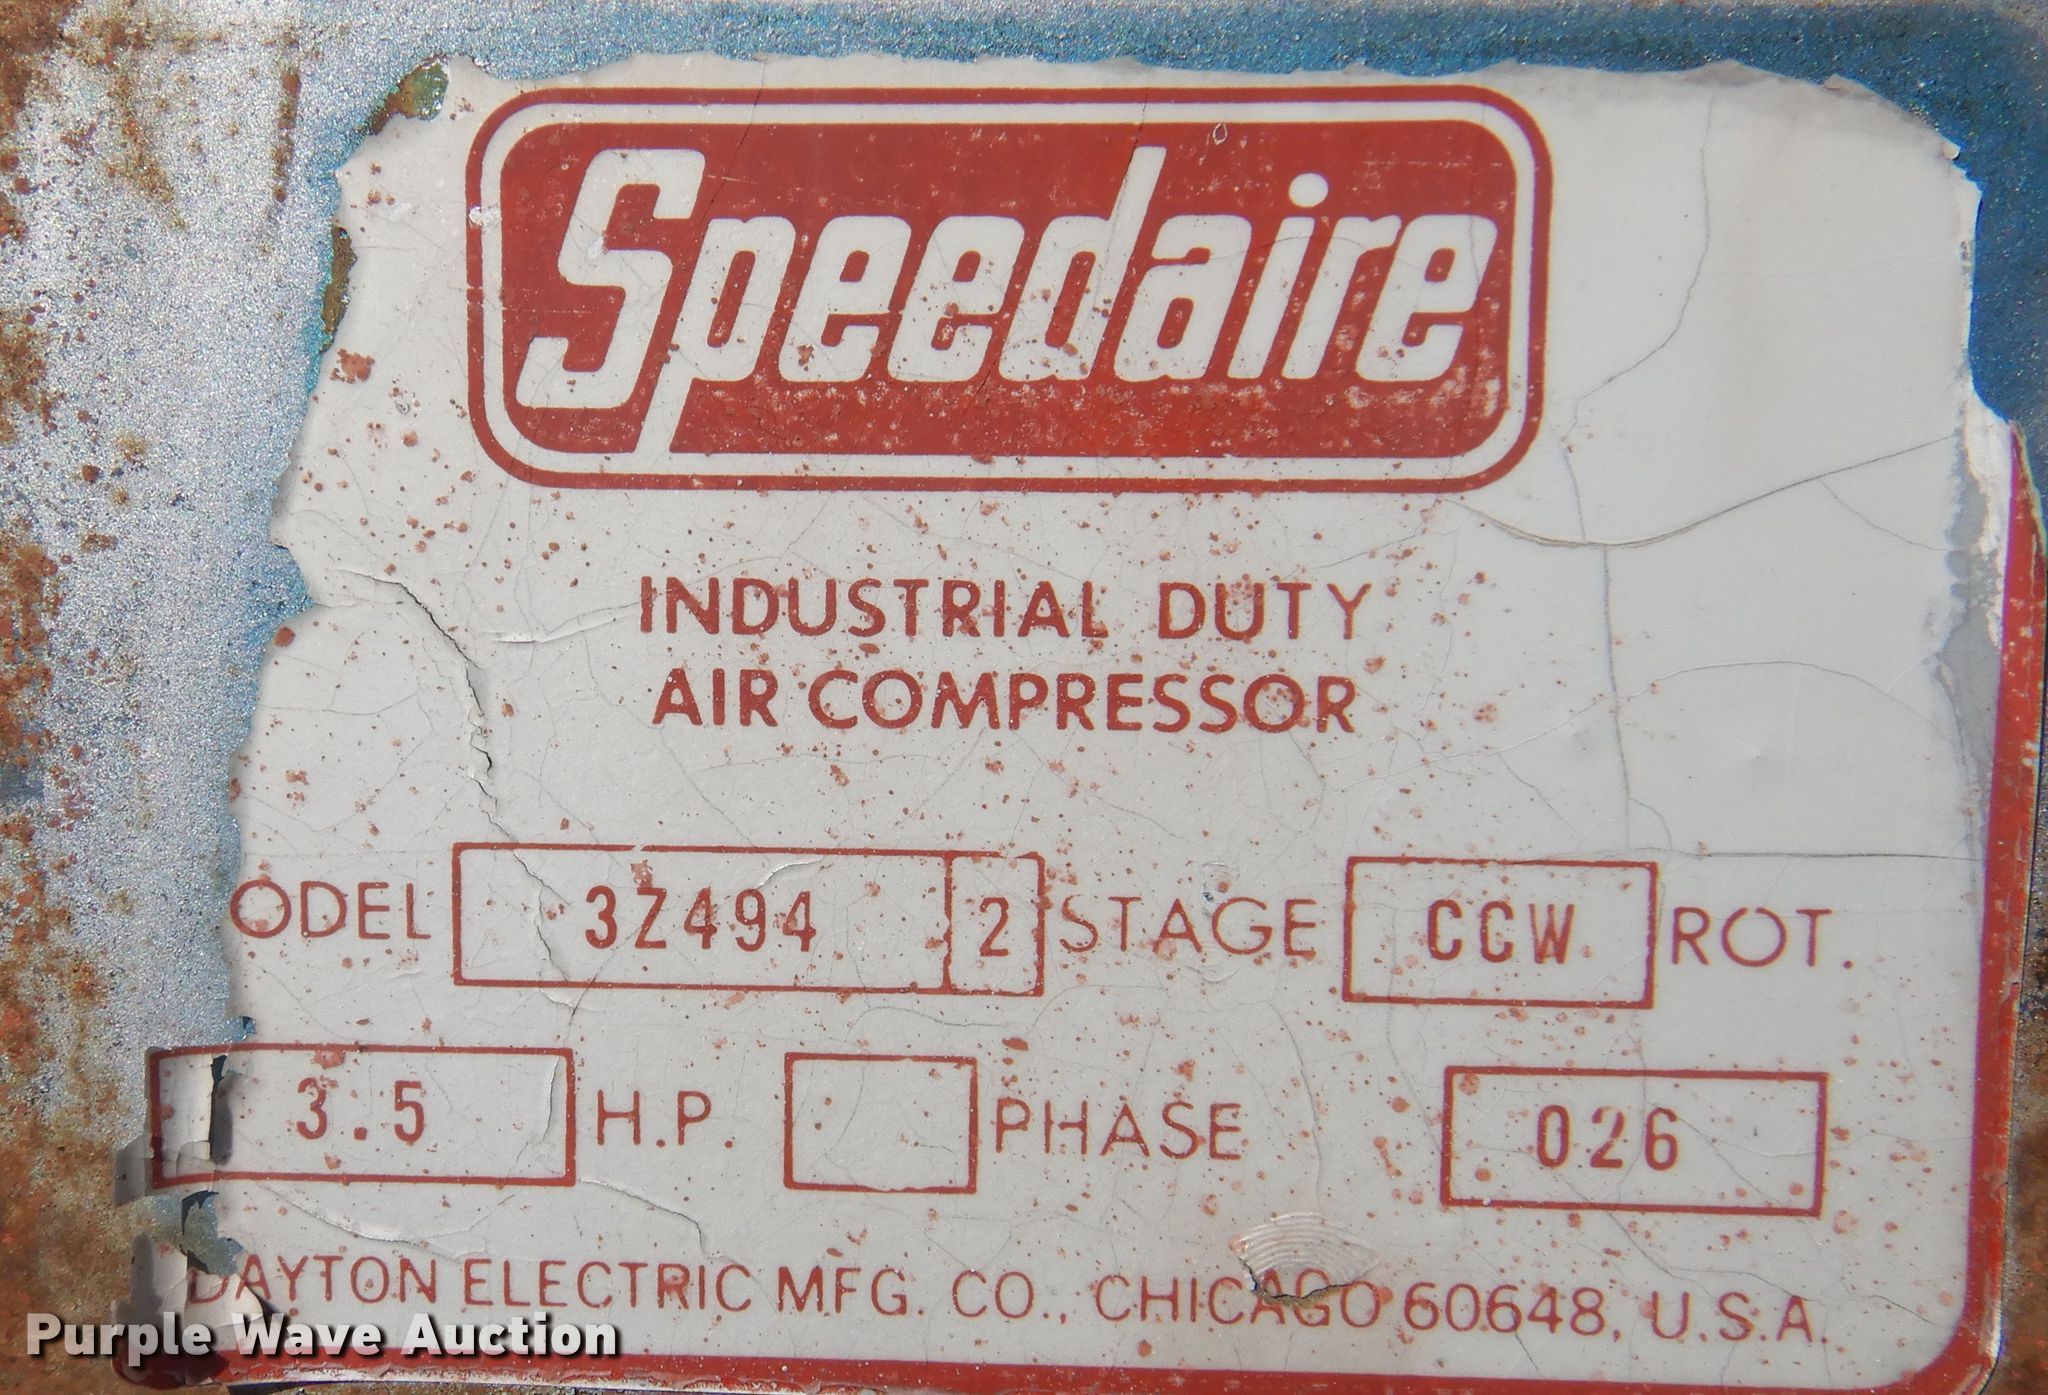 Speedaire
INDUSTRIAL DUTY
AIR COMPRESSOR
ODEL 3Z494 2 STAGE CCW ROT.
3.5 H.P. PHASE 026
DAYTON ELECTRIC MFG. CO., CHICAGO 60648, U.S.A.
Purple Wave Auction